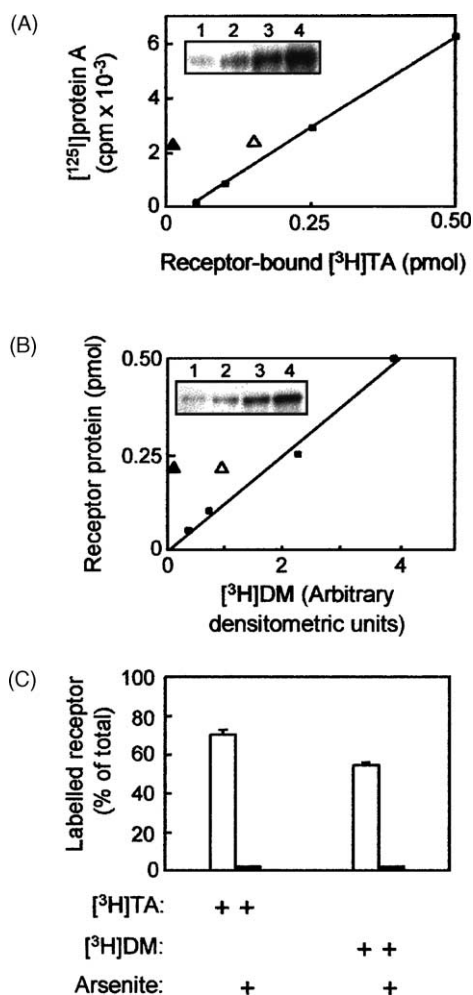 (A)
1 2 3 4
[¹²⁵I]protein A
(cpm x 10⁻³)
6
4
2
0
0 0.25 0.50
Receptor-bound [³H]TA (pmol)
(B)
1 2 3 4
Receptor protein (pmol)
0.50
0.25
0
0 2 4
[³H]DM (Arbitrary
densitometric units)
(C)
Labelled receptor
(% of total)
100
80
60
40
20
0
[³H]TA: + +
[³H]DM: + +
Arsenite: + +